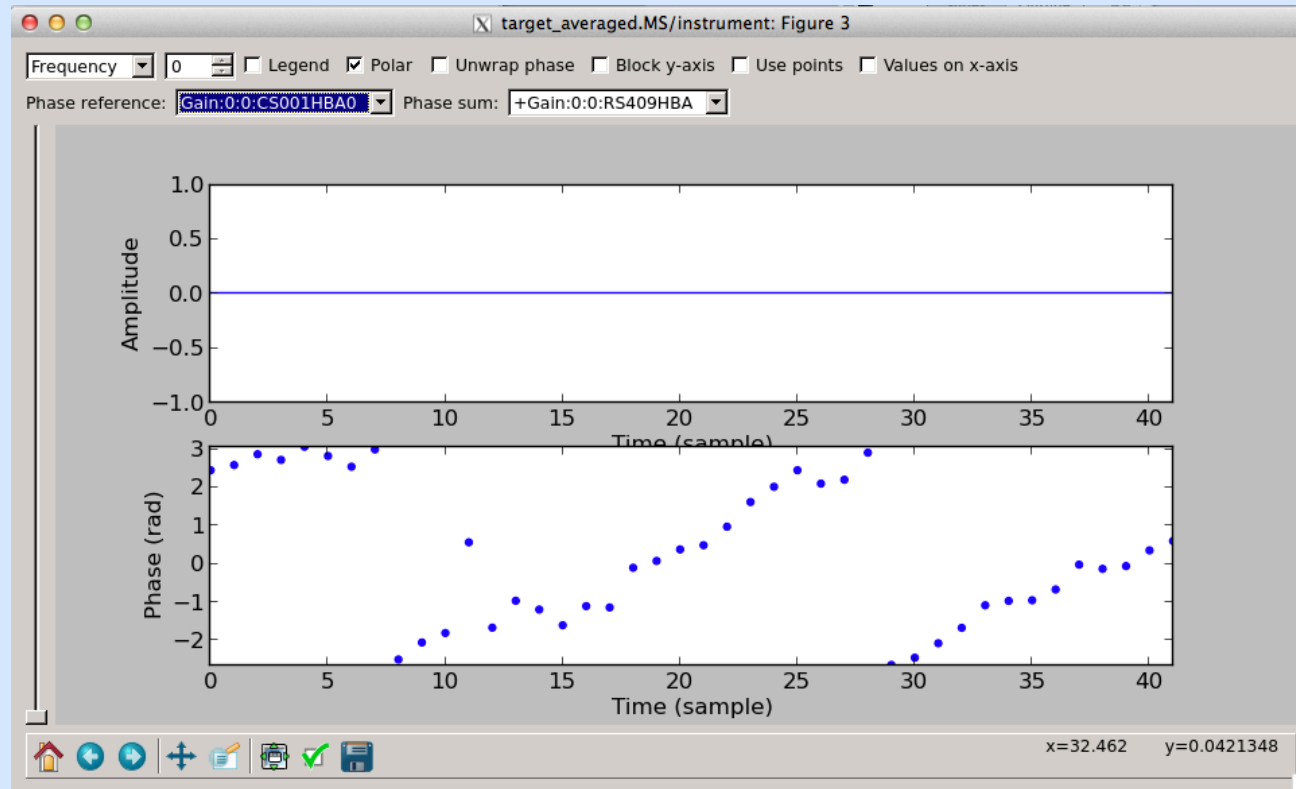 target_averaged.MS/instrument: Figure 3
Frequency 0 Legend Polar Unwrap phase Block y-axis Use points Values on x-axis
Phase reference: Gain:0:0:CS001HBA0 Phase sum: +Gain:0:0:RS409HBA
1.0
0.5
0.0
−0.5
−1.0
Amplitude
0 5 10 15 20 25 30 35 40
Time (sample)
3
2
1
0
−1
−2
Phase (rad)
0 5 10 15 20 25 30 35 40
Time (sample)
x=32.462 y=0.0421348